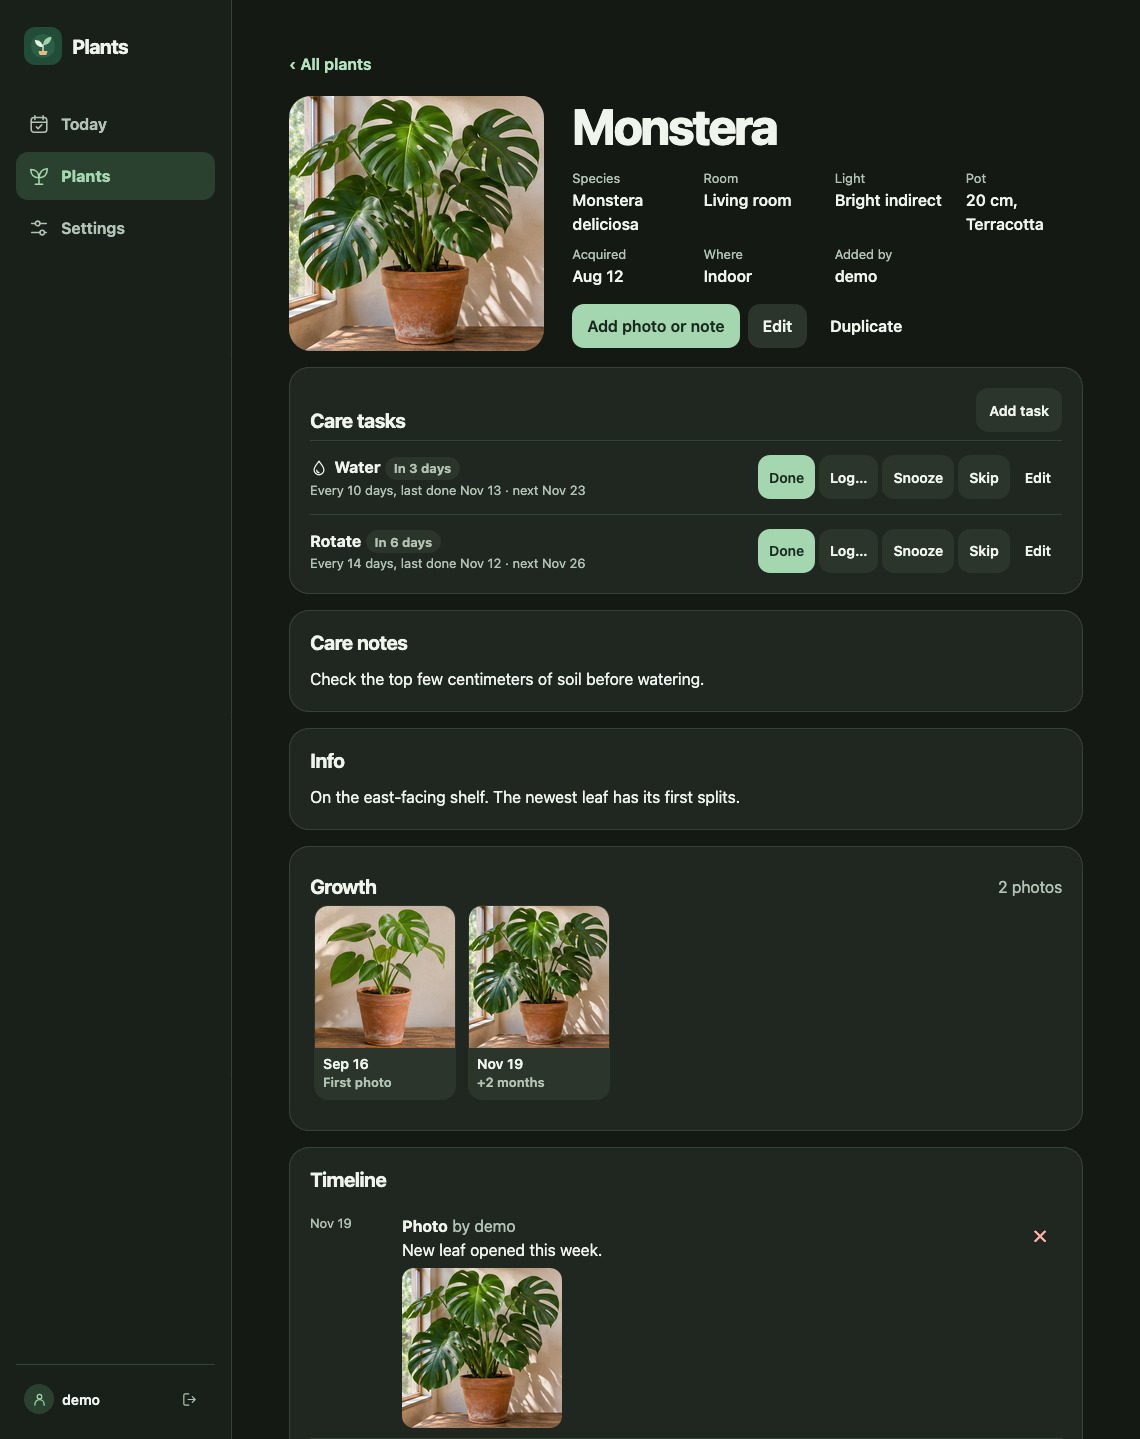 Plants
Today
Plants
Settings
demo
‹ All plants
Monstera
Species
Monstera
deliciosa
Room
Living room
Light
Bright indirect
Pot
20 cm,
Terracotta
Acquired
Aug 12
Where
Indoor
Added by
demo
Add photo or note
Edit
Duplicate
Care tasks
Add task
Water In 3 days
Every 10 days, last done Nov 13 · next Nov 23
Done Log... Snooze Skip Edit
Rotate In 6 days
Every 14 days, last done Nov 12 · next Nov 26
Done Log... Snooze Skip Edit
Care notes
Check the top few centimeters of soil before watering.
Info
On the east-facing shelf. The newest leaf has its first splits.
Growth
2 photos
Sep 16
First photo
Nov 19
+2 months
Timeline
Nov 19
Photo by demo
New leaf opened this week.